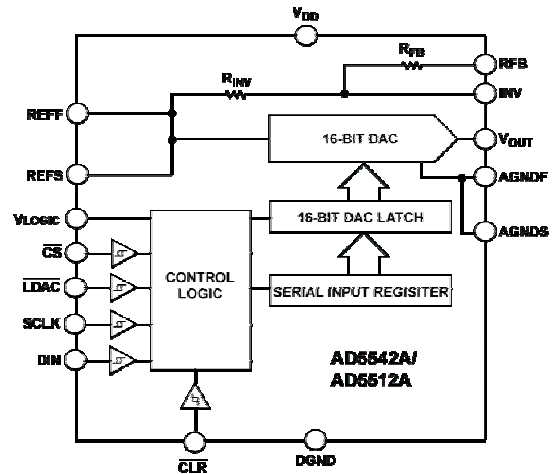 VDD
RFB
RFB
RINV
INV
REFF
16-BIT DAC
VOUT
REFS
AGNDF
VLOGIC
16-BIT DAC LATCH
AGNDS
CS
CONTROL
LOGIC
LDAC
SERIAL INPUT REGISITER
SCLK
DIN
AD5542A/
AD5512A
CLR
DGND